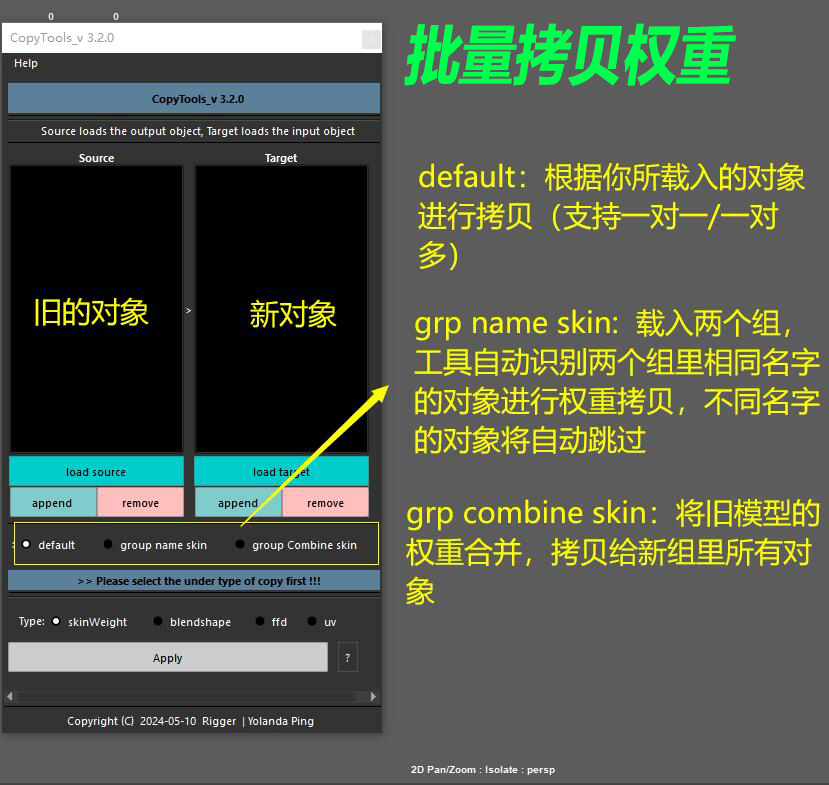 0 0
CopyTools_v 3.2.0
Help
CopyTools_v 3.2.0
Source loads the output object, Target loads the input object
Source Target
旧的对象 > 新对象
load source load target
append remove append remove
: default group name skin group Combine skin
>> Please select the under type of copy first !!!
Type: skinWeight blendshape ffd uv
Apply ?
Copyright (C) 2024-05-10 Rigger | Yolanda Ping
批量拷贝权重
default：根据你所载入的对象
进行拷贝（支持一对一/一对
多）
grp name skin: 载入两个组，
工具自动识别两个组里相同名字
的对象进行权重拷贝，不同名字
的对象将自动跳过
grp combine skin：将旧模型的
权重合并，拷贝给新组里所有对
象
2D Pan/Zoom : Isolate : persp